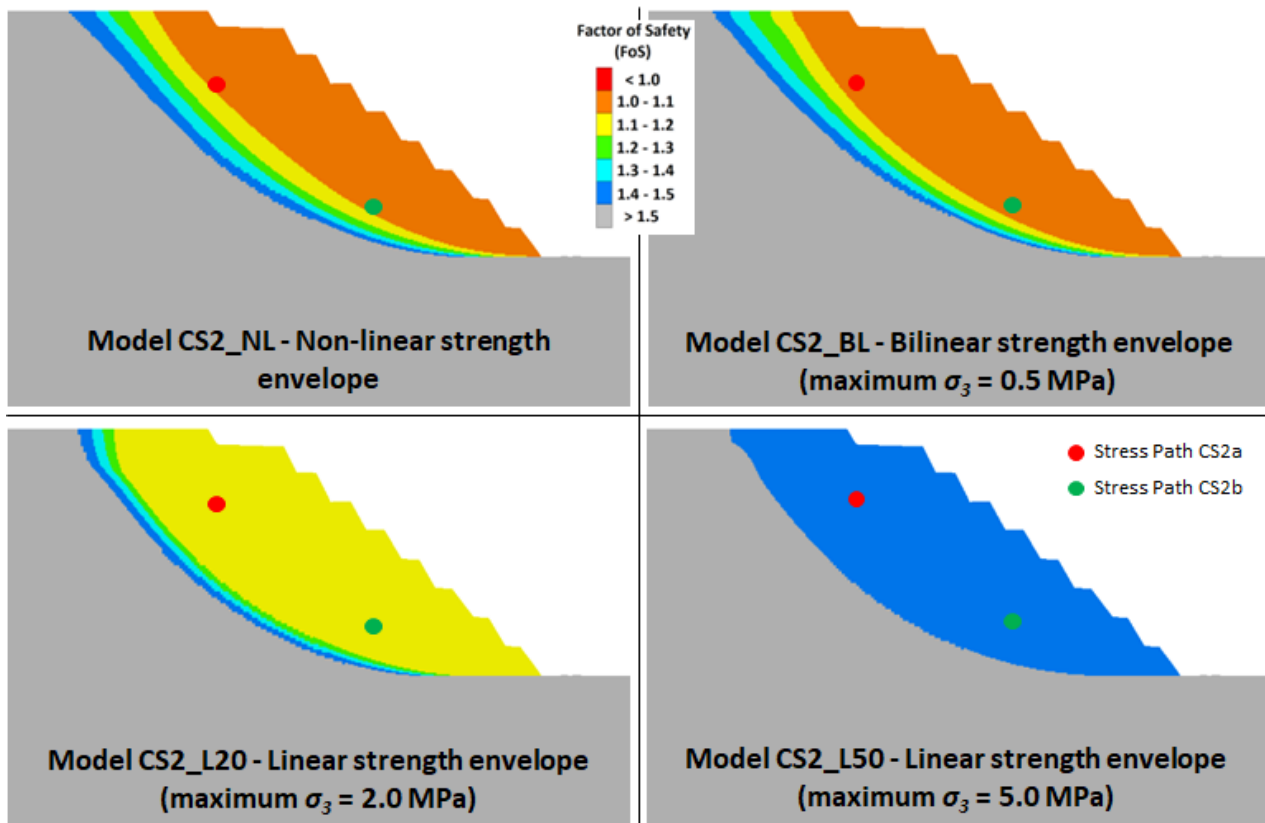 Factor of Safety
(FoS)
< 1.0
1.0 - 1.1
1.1 - 1.2
1.2 - 1.3
1.3 - 1.4
1.4 - 1.5
> 1.5
Model CS2_NL - Non-linear strength
envelope
Model CS2_BL - Bilinear strength envelope
(maximum σ3 = 0.5 MPa)
Stress Path CS2a
Stress Path CS2b
Model CS2_L20 - Linear strength envelope
(maximum σ3 = 2.0 MPa)
Model CS2_L50 - Linear strength envelope
(maximum σ3 = 5.0 MPa)